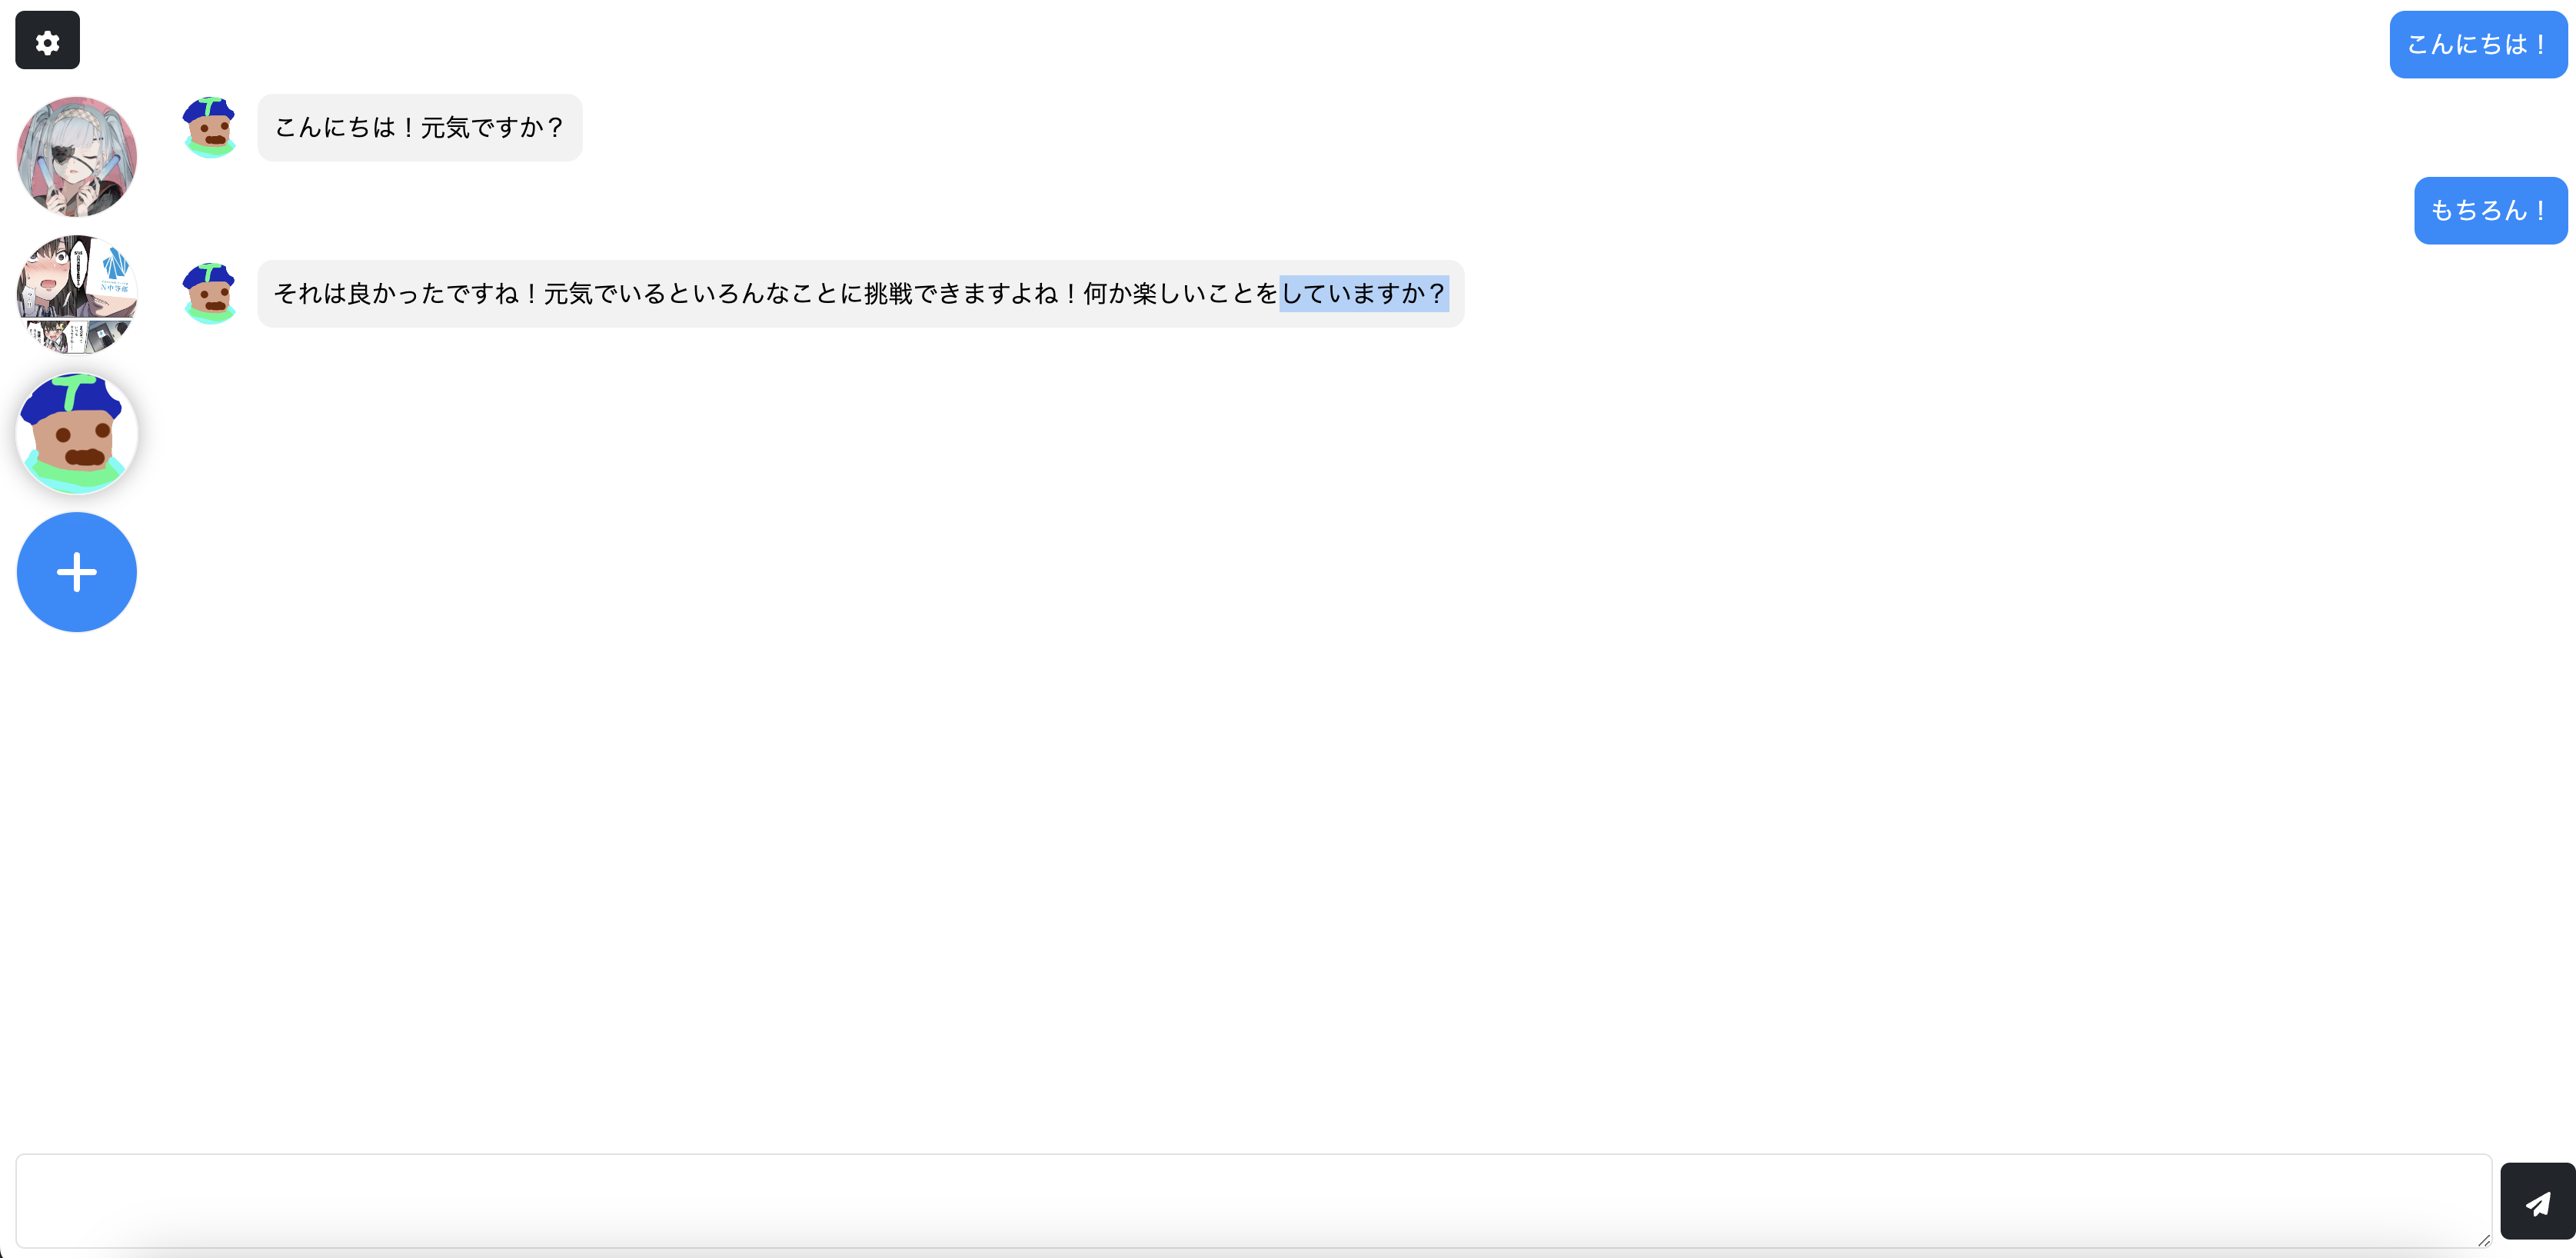 こんにちは！
こんにちは！元気ですか？
もちろん！
それは良かったですね！元気でいるといろんなことに挑戦できますよね！何か楽しいことをしていますか？